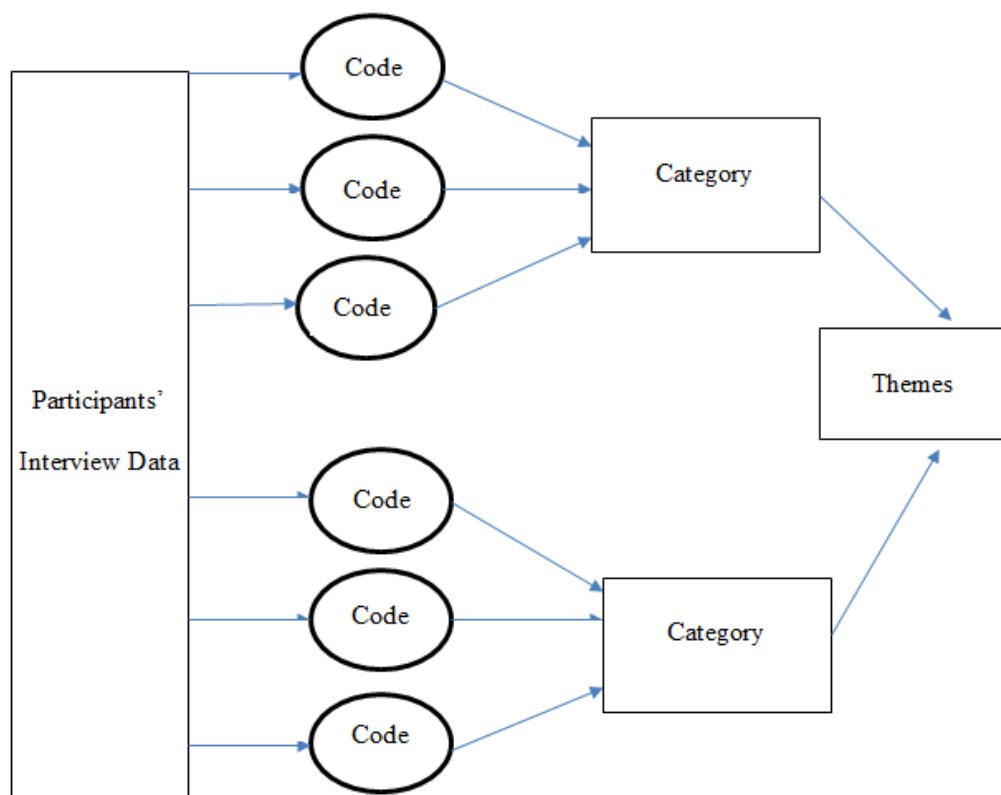 Code
Code
Code
Category
Themes
Participants’
Interview Data
Code
Code
Code
Category